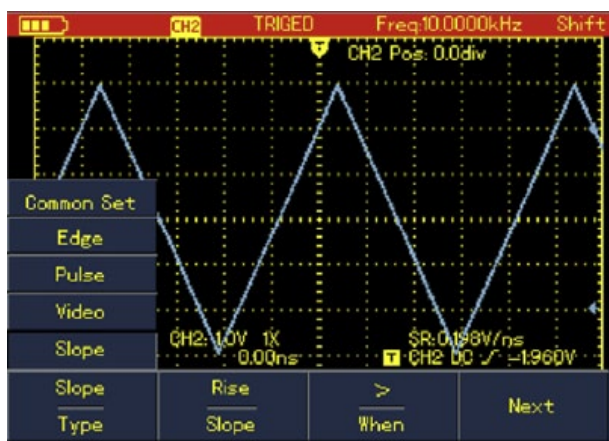 CH2 TRIGED Freq:10.0000kHz Shift
T
CH2 Pos: 0.0div
Common Set
Edge
Pulse
Video
Slope
CH2: 1.0V 1X SR:0.198V/ns
0.00ns T CH2 DC -1.960V
Slope Rise > Next
Type Slope When